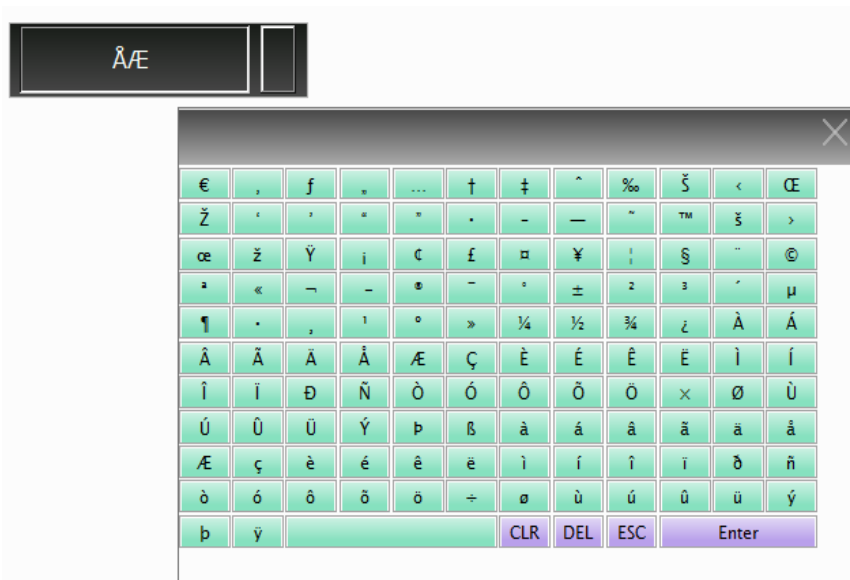 ÅÆ
€ ‚ ƒ „ … † ‡ ˆ ‰ Š ‹ Œ
Ž ‘ ’ “ ” • – — ˜ ™ š ›
œ ž Ÿ ¡ ¢ £ ¤ ¥ ¦ § ¨ ©
ª « ¬ – ® ¯ ° ± ² ³ ´ µ
¶ · ¸ ¹ º » ¼ ½ ¾ ¿ À Á
 à Ä Å Æ Ç È É Ê Ë Ì Í
Î Ï Ð Ñ Ò Ó Ô Õ Ö × Ø Ù
Ú Û Ü Ý Þ ß à á â ã ä å
Æ ç è é ê ë ì í î ï ð ñ
ò ó ô õ ö ÷ ø ù ú û ü ý
þ ÿ CLR DEL ESC Enter